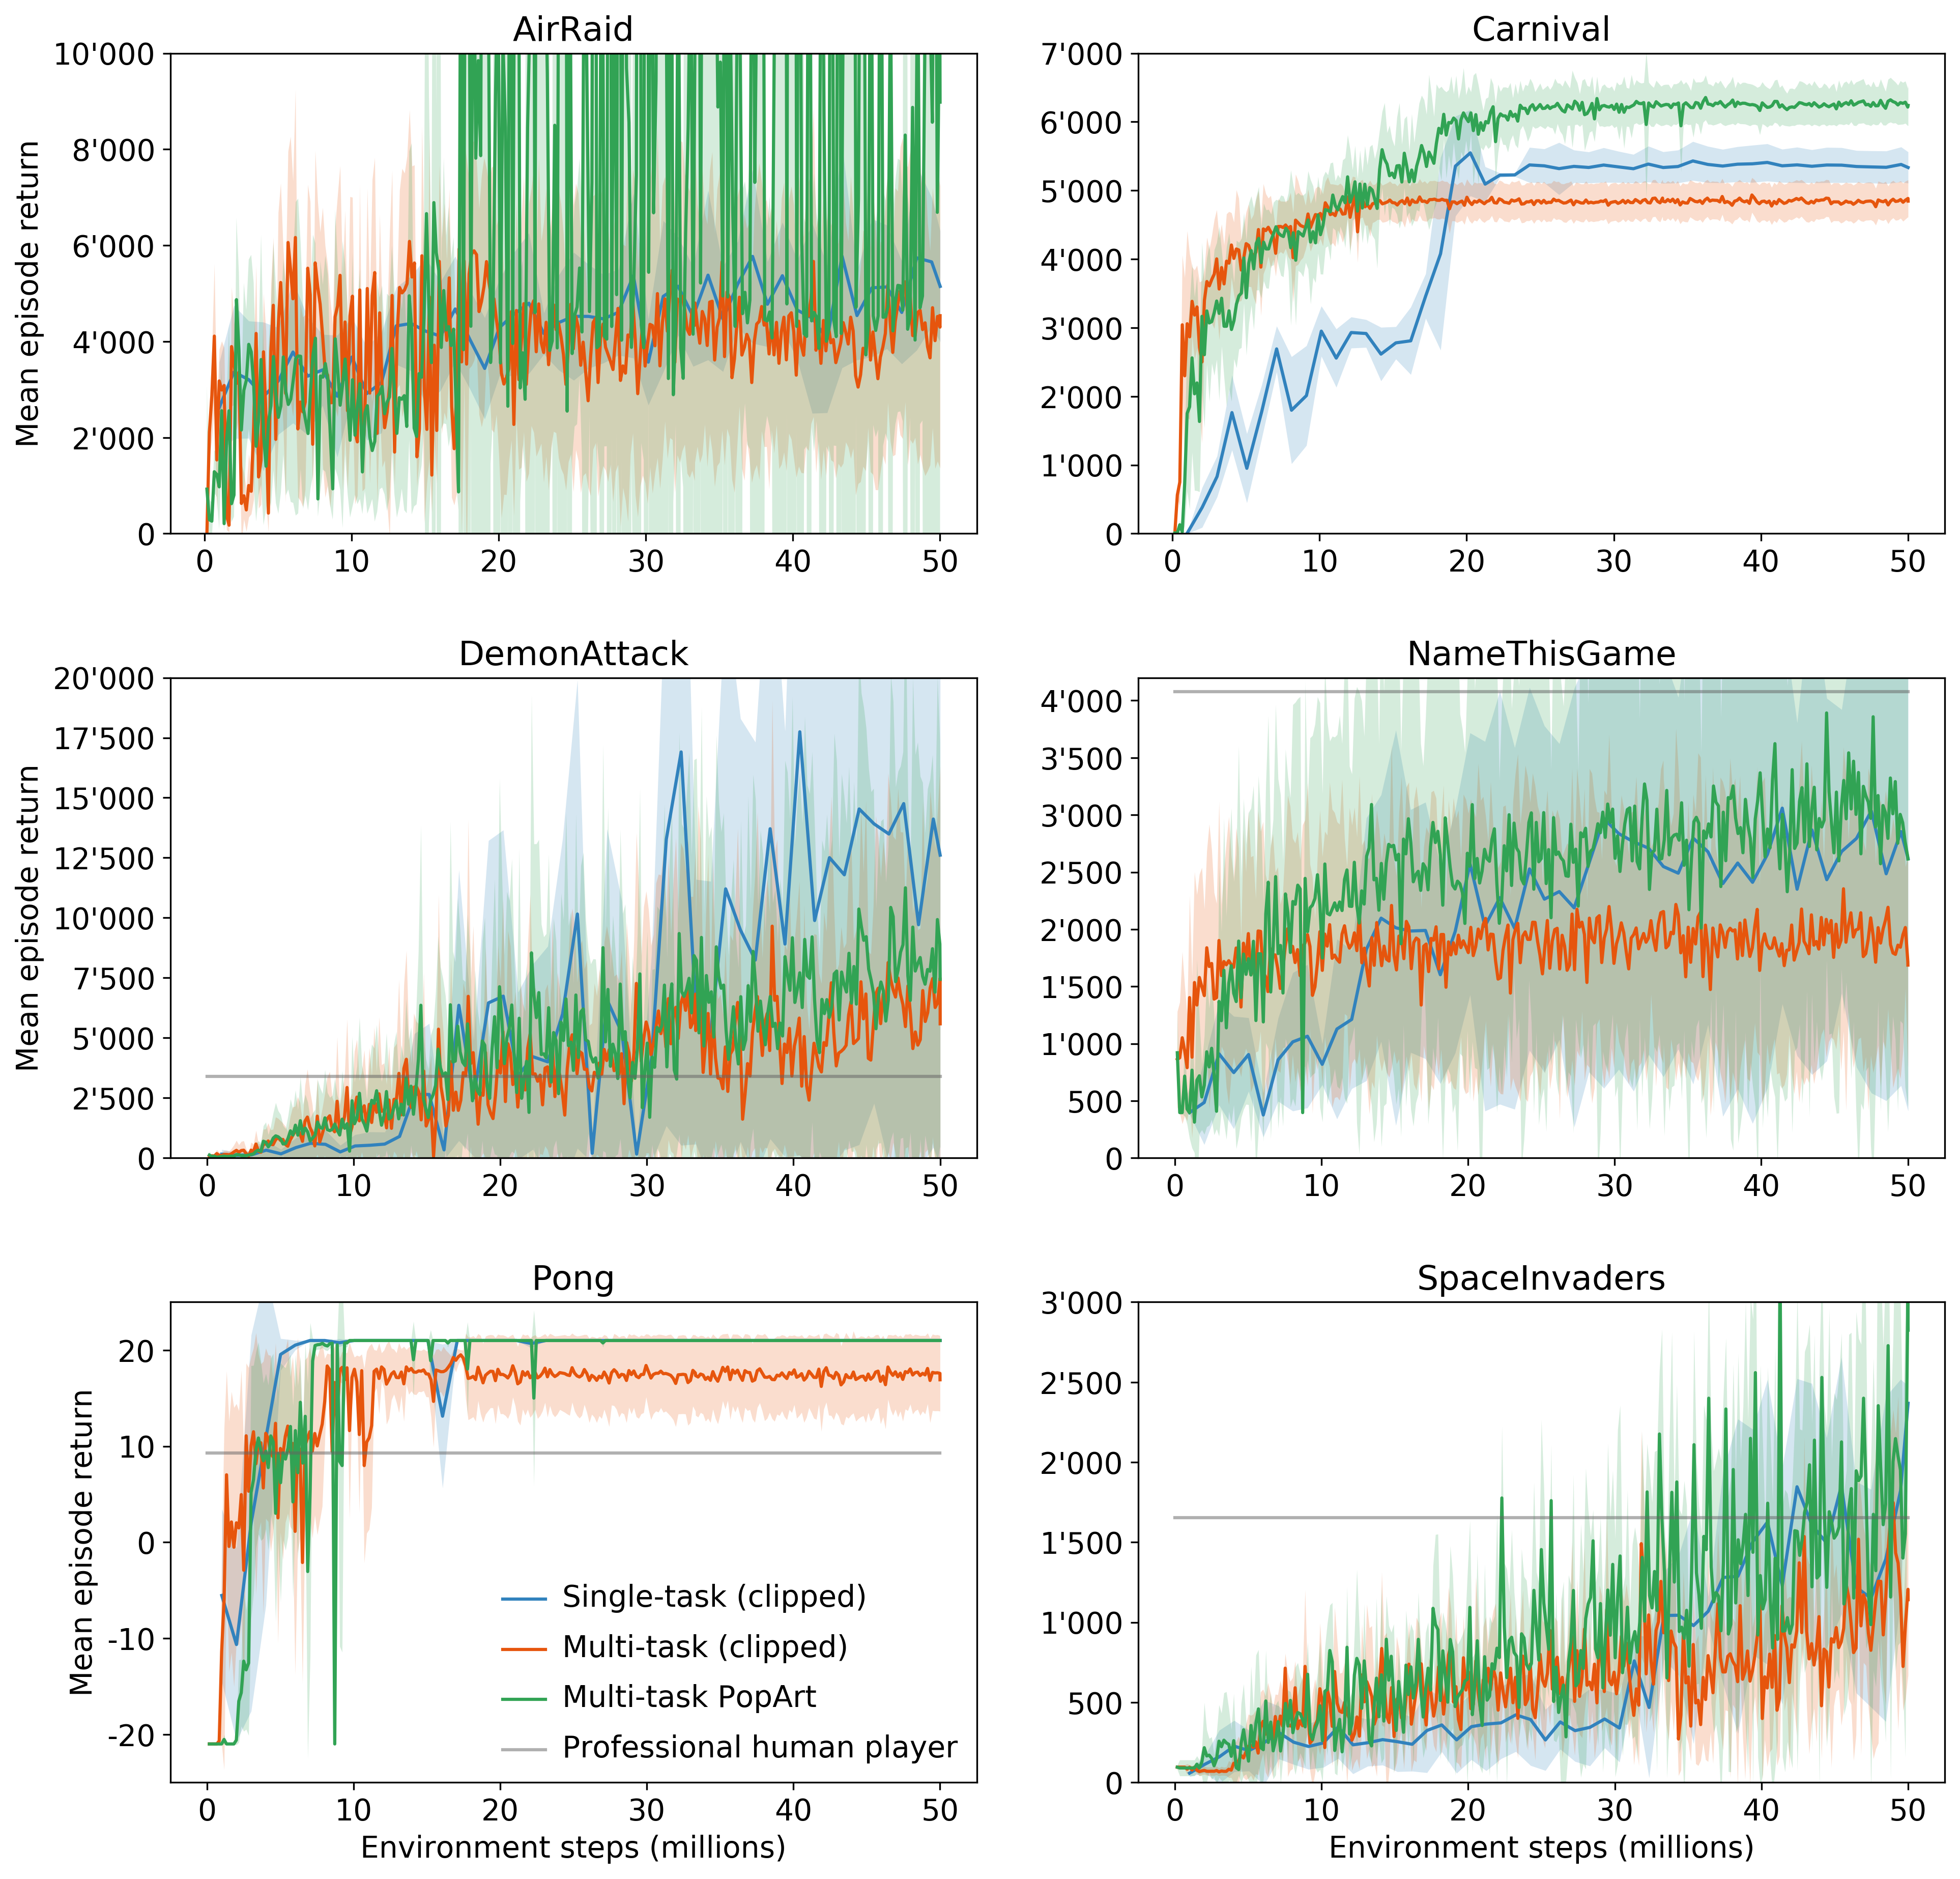 AirRaid
Mean episode return
10'000
8'000
6'000
4'000
2'000
0
0 10 20 30 40 50
Carnival
7'000
6'000
5'000
4'000
3'000
2'000
1'000
0
0 10 20 30 40 50
DemonAttack
Mean episode return
20'000
17'500
15'000
12'500
10'000
7'500
5'000
2'500
0
0 10 20 30 40 50
NameThisGame
4'000
3'500
3'000
2'500
2'000
1'500
1'000
500
0
0 10 20 30 40 50
Pong
Mean episode return
20
10
0
-10
-20
Single-task (clipped)
Multi-task (clipped)
Multi-task PopArt
Professional human player
0 10 20 30 40 50
Environment steps (millions)
SpaceInvaders
3'000
2'500
2'000
1'500
1'000
500
0
0 10 20 30 40 50
Environment steps (millions)